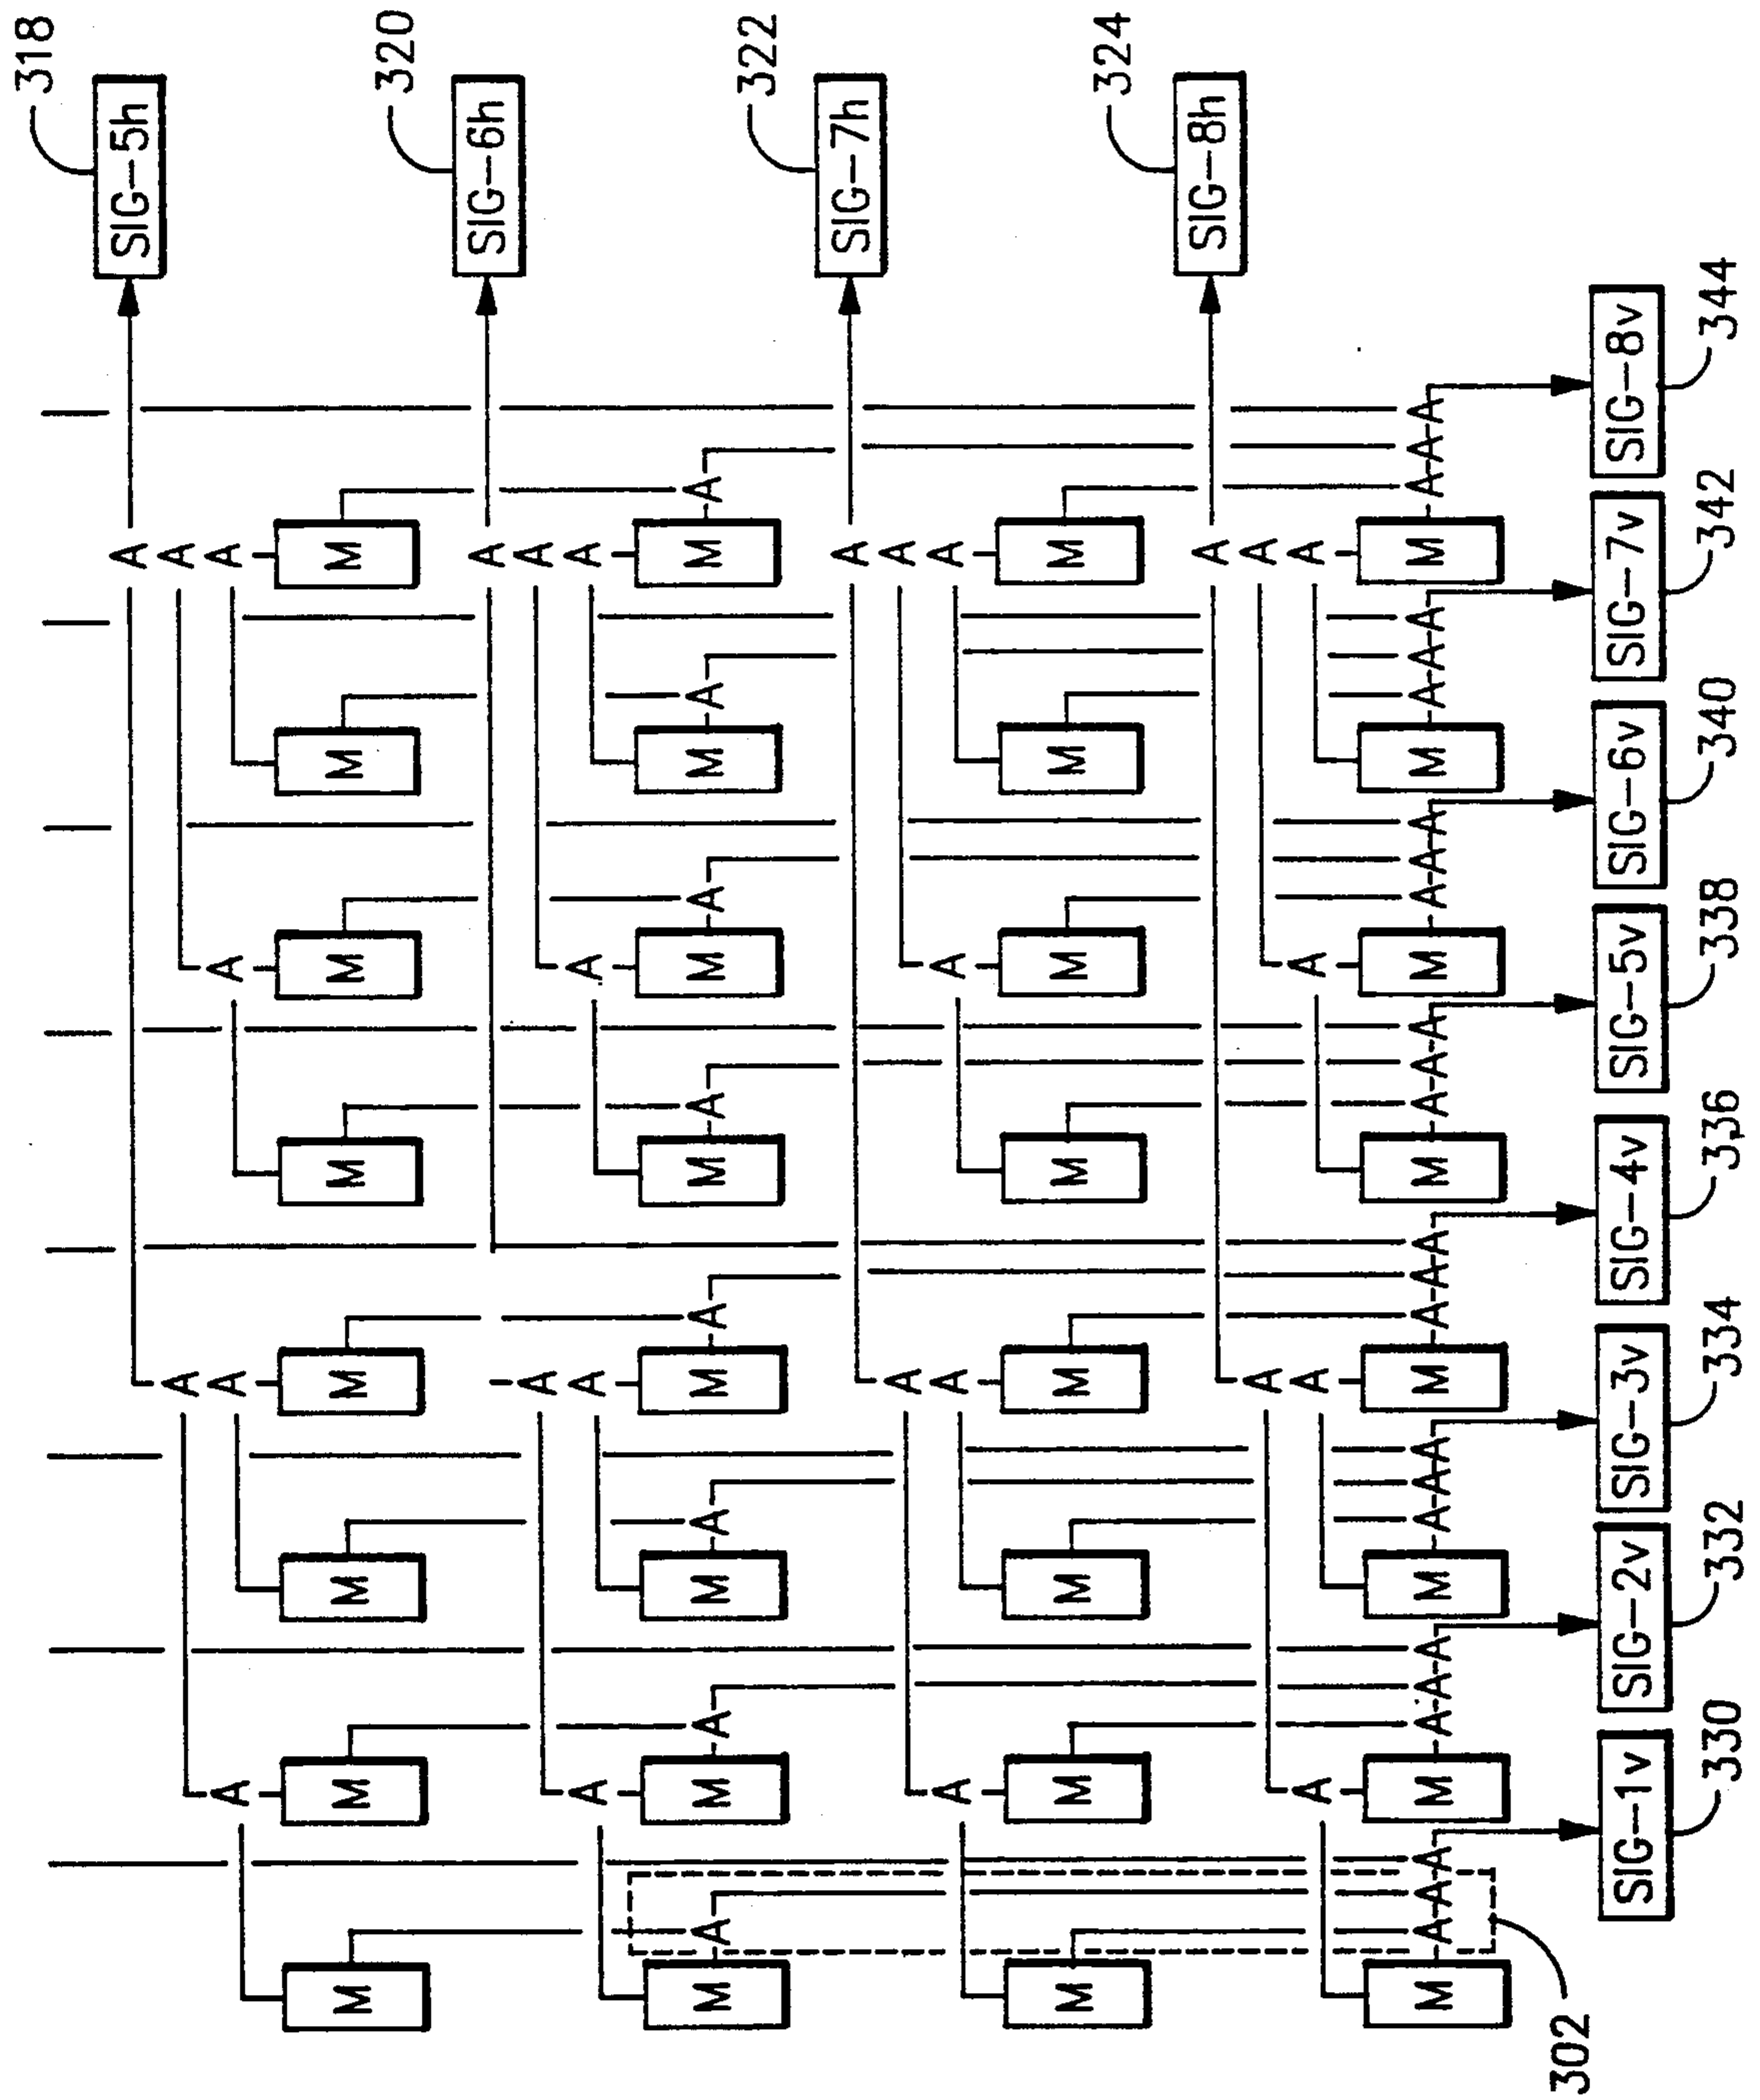 318
A SIG--5h
A A
A A A A
M M M M M M M M
320
A SIG--6h
A A
A A A A
M A M A M A M A M A M A M A M A
322
A SIG--7h
A A
A A A A
M M M M M M M M
324
A SIG--8h
A A
A A A A
M A A A M A A A M A A A M A A A M A A A M A A A M A A A M A A A
302
SIG--1v SIG--2v SIG--3v SIG--4v SIG--5v SIG--6v SIG--7v SIG--8v
330 332 334 336 338 340 342 344